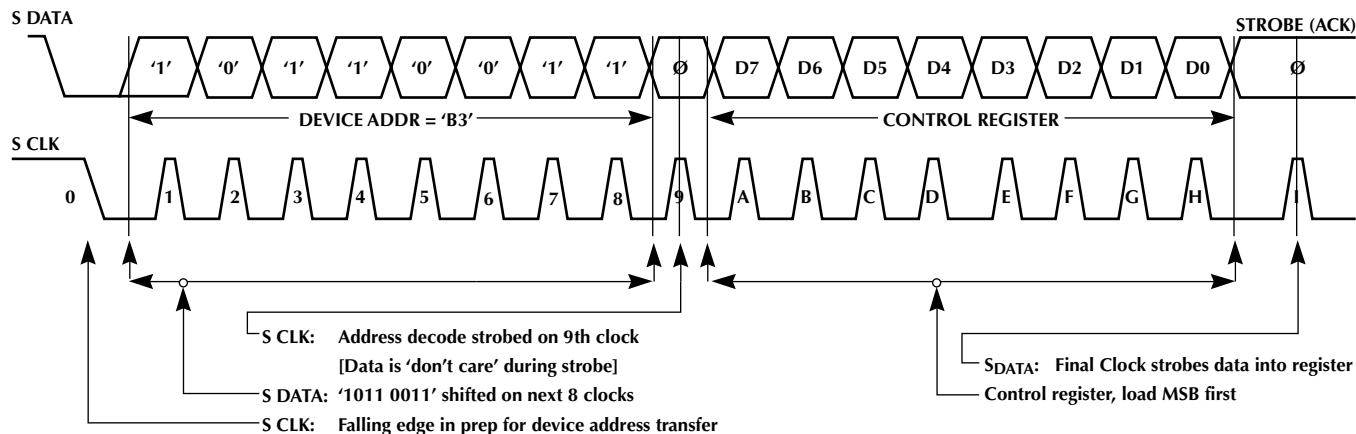 S DATA
STROBE (ACK)
‘1’ ‘0’ ‘1’ ‘1’ ‘0’ ‘0’ ‘1’ ‘1’ Ø D7 D6 D5 D4 D3 D2 D1 D0 Ø
DEVICE ADDR = ‘B3’
CONTROL REGISTER
S CLK
0 1 2 3 4 5 6 7 8 9 A B C D E F G H I
S CLK: Address decode strobed on 9th clock
[Data is ‘don’t care’ during strobe]
S DATA: ‘1011 0011’ shifted on next 8 clocks
S CLK: Falling edge in prep for device address transfer
SDATA: Final Clock strobes data into register
Control register, load MSB first